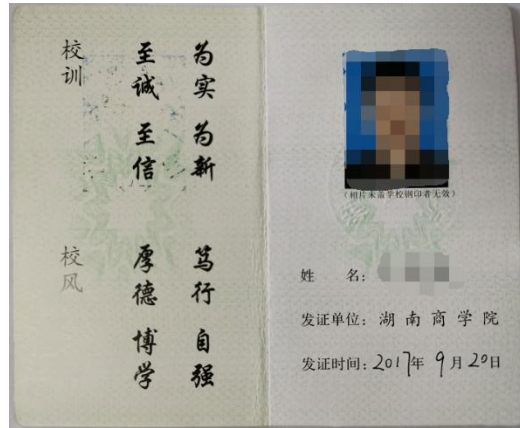 校训
至诚 至信
为实 为新
校风
厚德 博学
笃行 自强
(相片未盖学校钢印者无效)
姓 名:
发证单位: 湖南商学院
发证时间: 2017年 9月20日